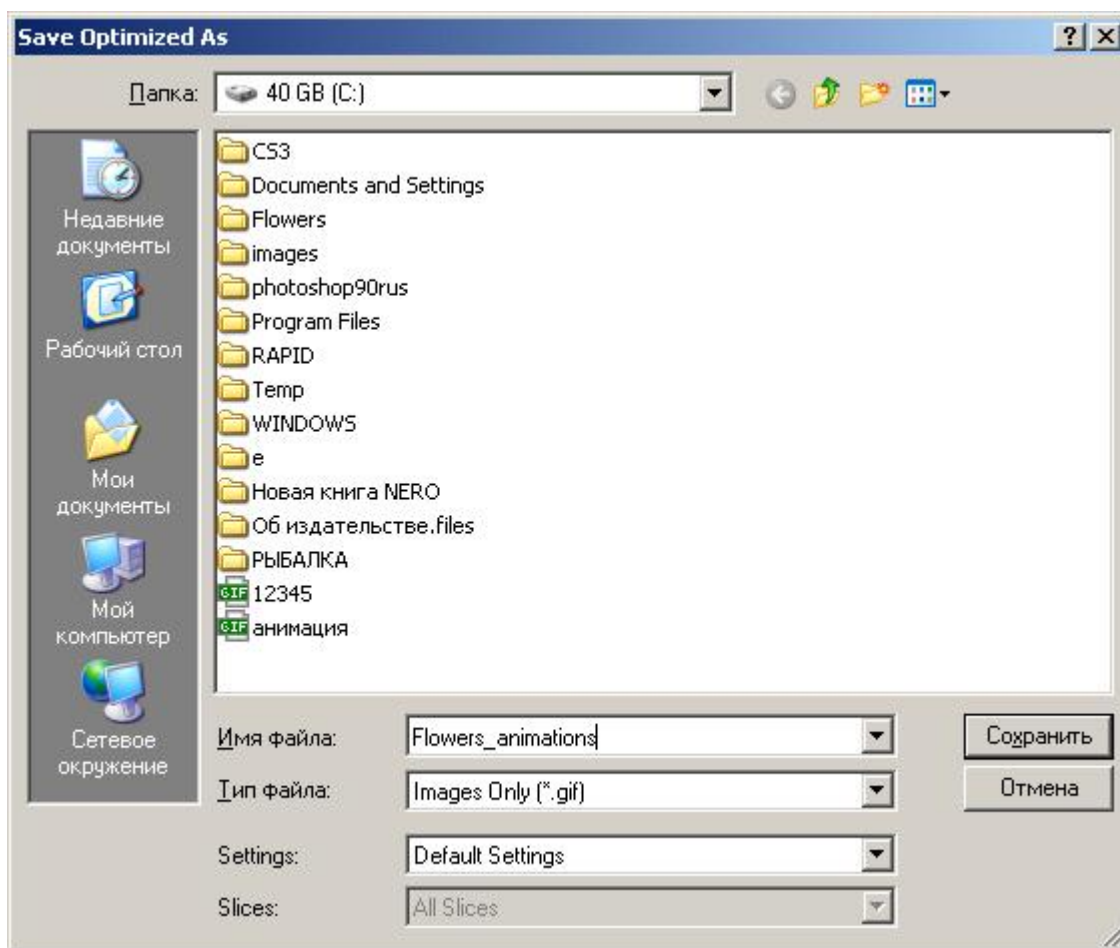 Save Optimized As
Папка:
40 GB (C:)
Недавние
документы
Рабочий стол
Мои
документы
Мой
компьютер
Сетевое
окружение
CS3
Documents and Settings
Flowers
images
photoshop90rus
Program Files
RAPID
Temp
WINDOWS
e
Новая книга NERO
Об издательстве.files
РЫБАЛКА
GIF 12345
GIF анимация
Имя файла:
Flowers_animations
Сохранить
Тип файла:
Images Only (*.gif)
Отмена
Settings:
Default Settings
Slices:
All Slices